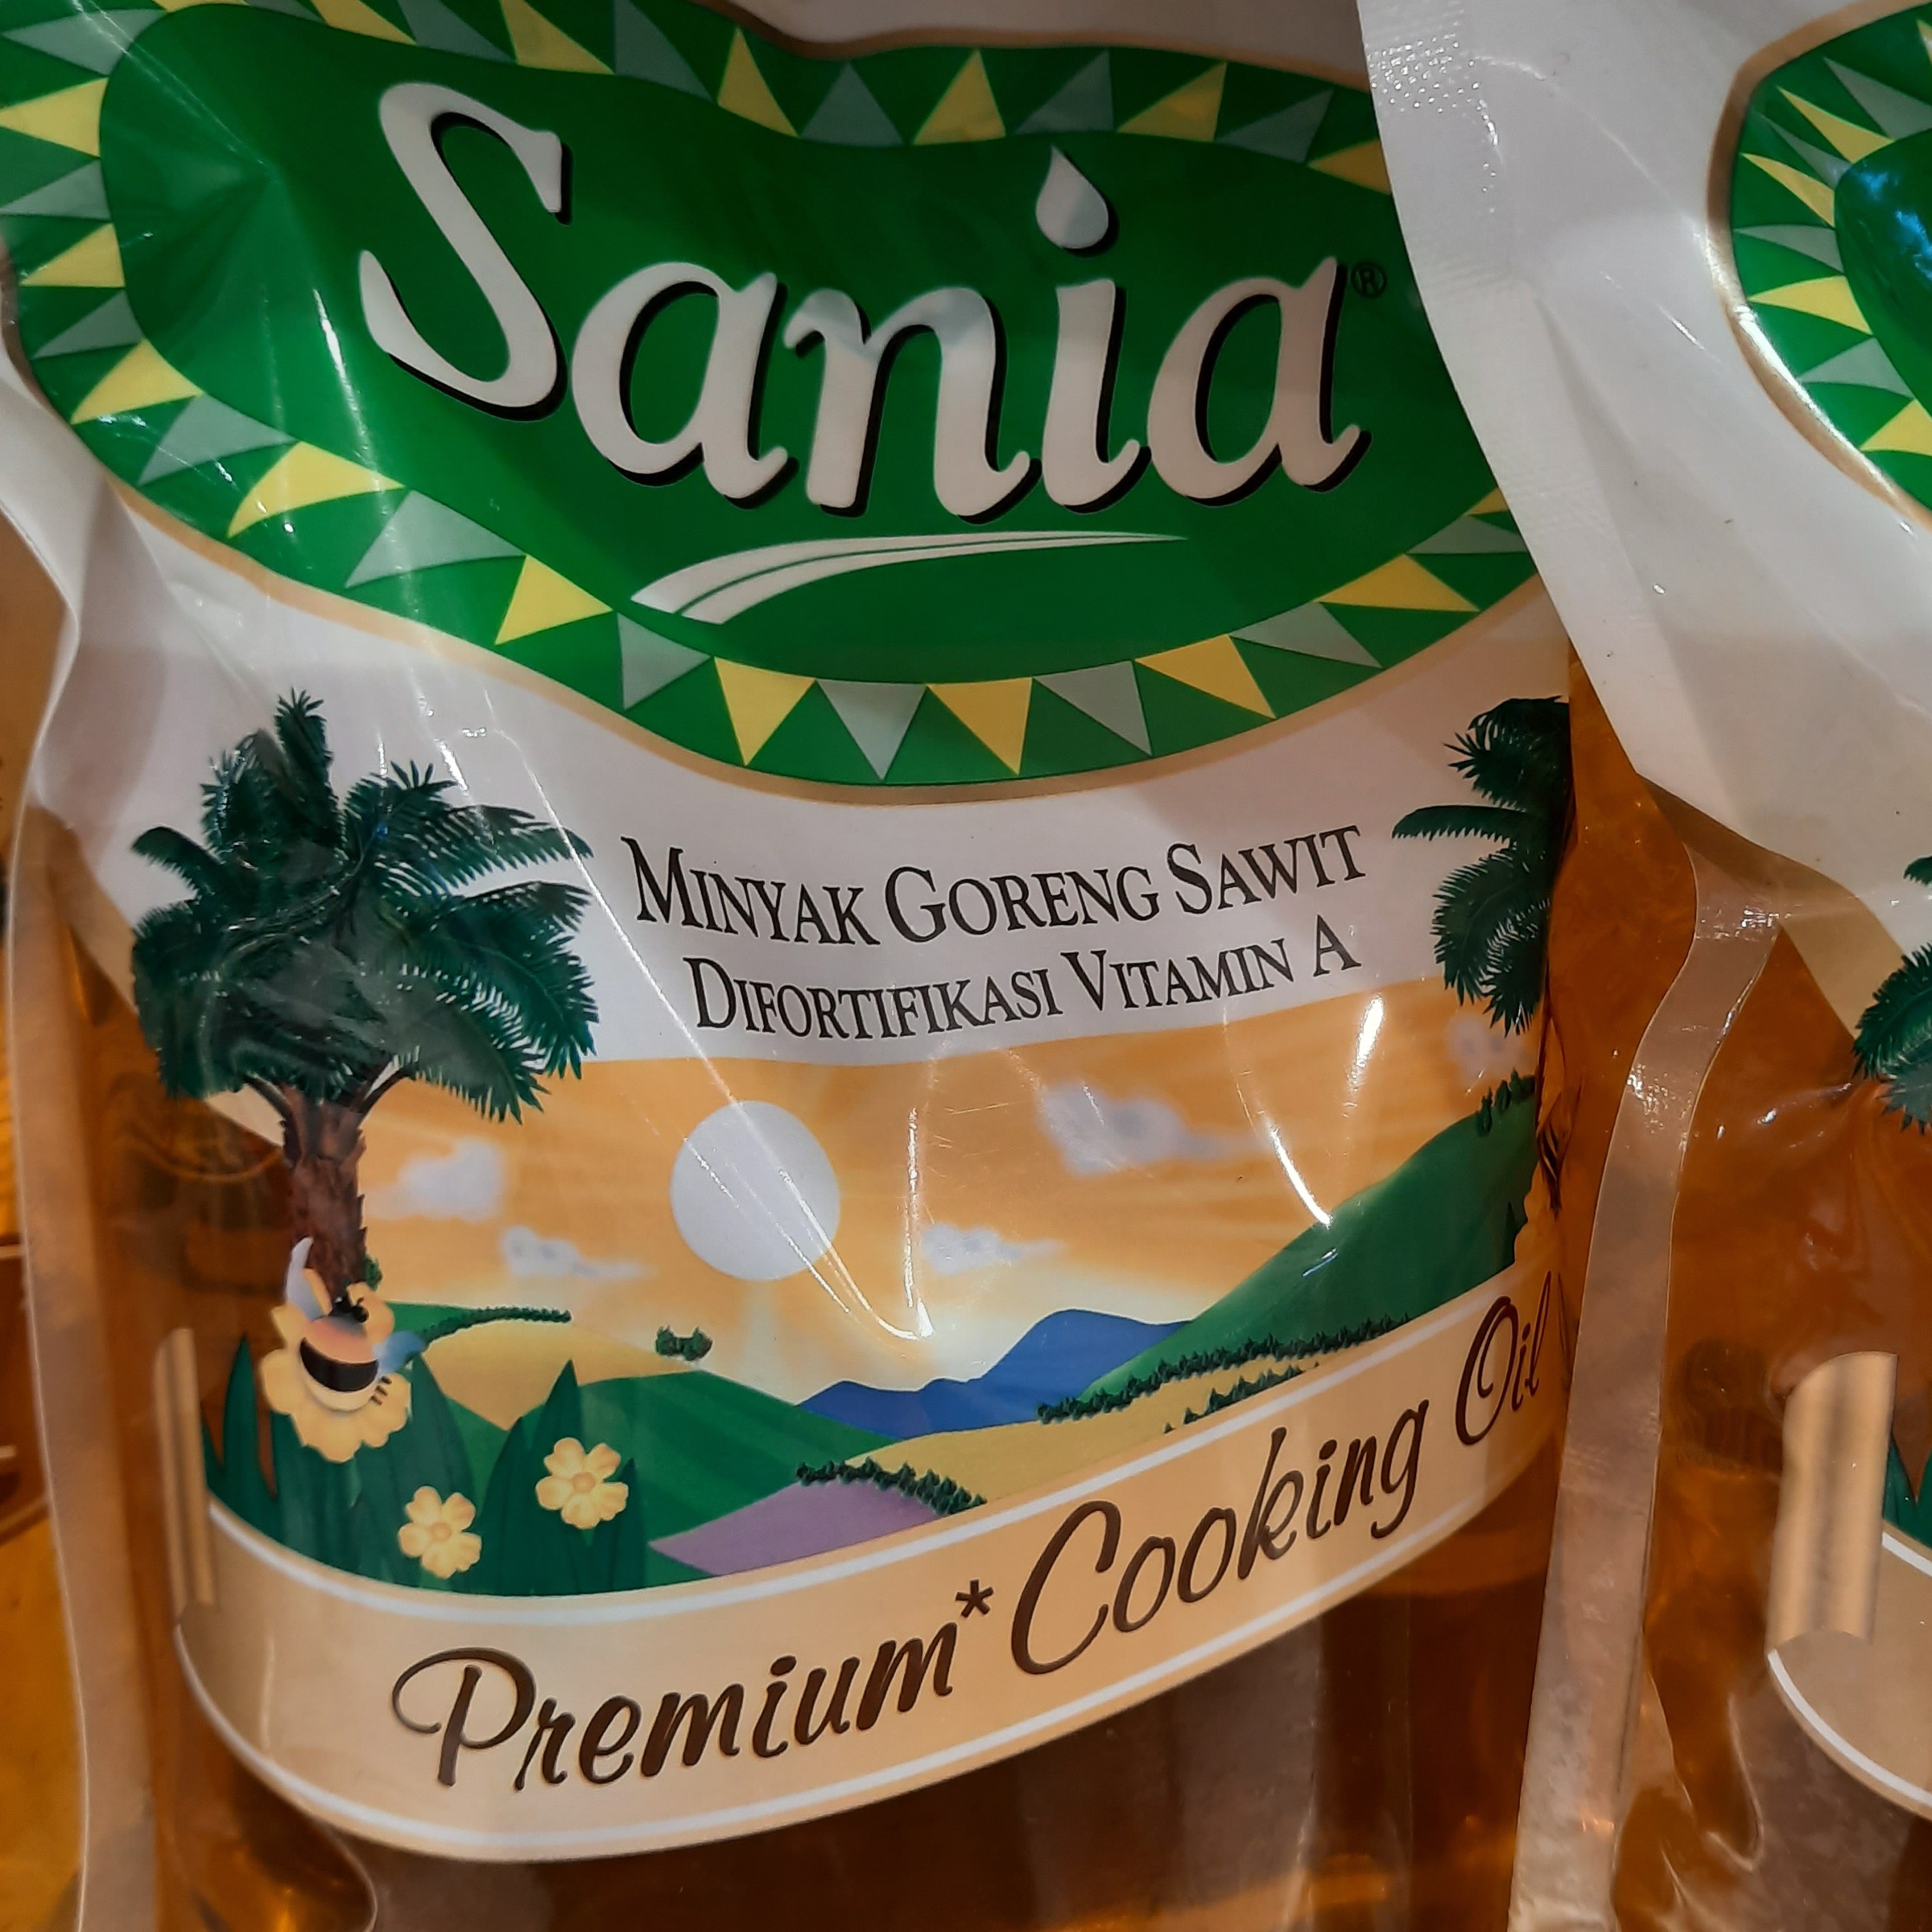 Sania®
MINYAK GORENG SAWIT
DIFORTIFIKASI VITAMIN A
Premium* Cooking Oil